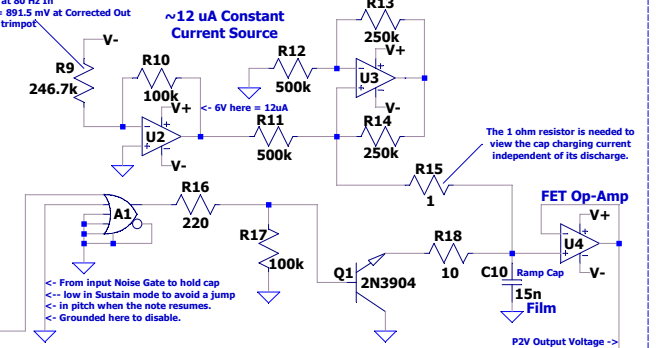 at 80 Hz In
= 891.5 mV at Corrected Out
trimpot
~12 uA Constant
Current Source
R13
250k
V-
V+
R12
500k
U3
V-
R9
246.7k
R10
100k
V+
<- 6V here = 12uA
U2
V-
R11
500k
R14
250k
The 1 ohm resistor is needed to
view the cap charging current
independent of its discharge.
R15
1
FET Op-Amp
A1
R16
220
R17
100k
V+
U4
V-
R18
10
C10
Ramp Cap
15n
Film
Q1
2N3904
<- From input Noise Gate to hold cap
<-- low in Sustain mode to avoid a jump
<- in pitch when the note resumes.
<- Grounded here to disable.
P2V Output Voltage ->